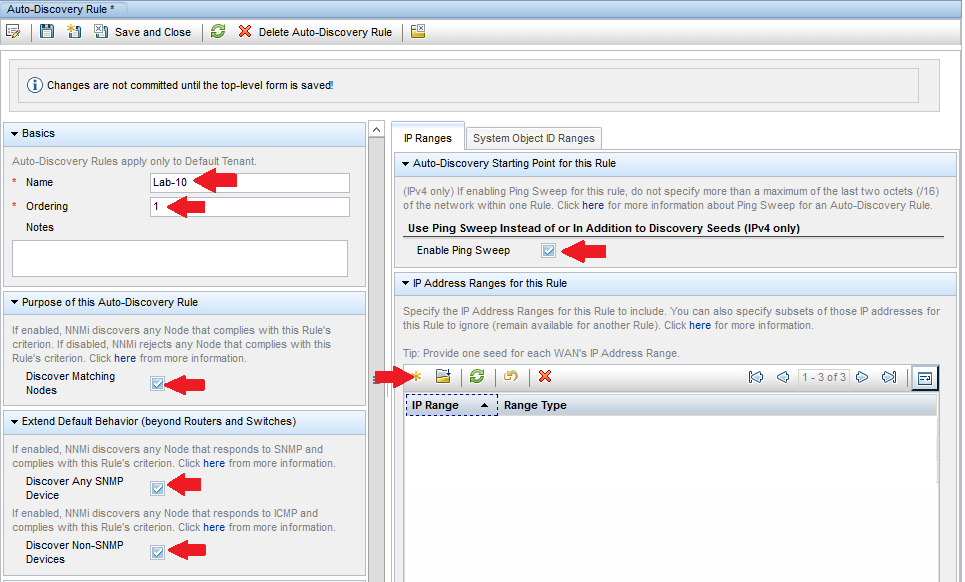 Auto-Discovery Rule *
Save and Close
Delete Auto-Discovery Rule
Changes are not committed until the top-level form is saved!
Basics
Auto-Discovery Rules apply only to Default Tenant.
* Name
Lab-10
* Ordering
1
Notes
Purpose of this Auto-Discovery Rule
If enabled, NNMi discovers any Node that complies with this Rule's
criterion. If disabled, NNMi rejects any Node that complies with this
Rule's criterion. Click here from more information.
Discover Matching
Nodes
Extend Default Behavior (beyond Routers and Switches)
If enabled, NNMi discovers any Node that responds to SNMP and
complies with this Rule's criterion. Click here from more information.
Discover Any SNMP
Device
If enabled, NNMi discovers any Node that responds to ICMP and
complies with this Rule's criterion. Click here from more information.
Discover Non-SNMP
Devices
IP Ranges
System Object ID Ranges
Auto-Discovery Starting Point for this Rule
(IPv4 only) If enabling Ping Sweep for this rule, do not specify more than a maximum of the last two octets (/16)
of the network within one Rule. Click here for more information about Ping Sweep for an Auto-Discovery Rule.
Use Ping Sweep Instead of or In Addition to Discovery Seeds (IPv4 only)
Enable Ping Sweep
IP Address Ranges for this Rule
Specify the IP Address Ranges for this Rule to include. You can also specify subsets of those IP addresses for
this Rule to ignore (remain available for another Rule). Click here for more information.
Tip: Provide one seed for each WAN's IP Address Range.
1 - 3 of 3
IP Range
Range Type